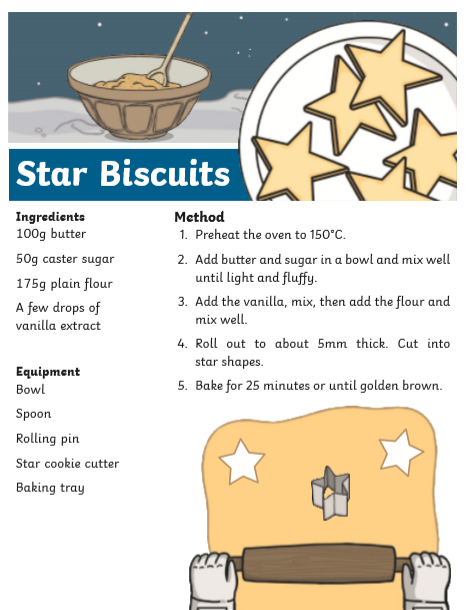 Star Biscuits
Ingredients
100g butter
50g caster sugar
175g plain flour
A few drops of
vanilla extract
Equipment
Bowl
Spoon
Rolling pin
Star cookie cutter
Baking tray
Method
1. Preheat the oven to 150°C.
2. Add butter and sugar in a bowl and mix well
until light and fluffy.
3. Add the vanilla, mix, then add the flour and
mix well.
4. Roll out to about 5mm thick. Cut into
star shapes.
5. Bake for 25 minutes or until golden brown.